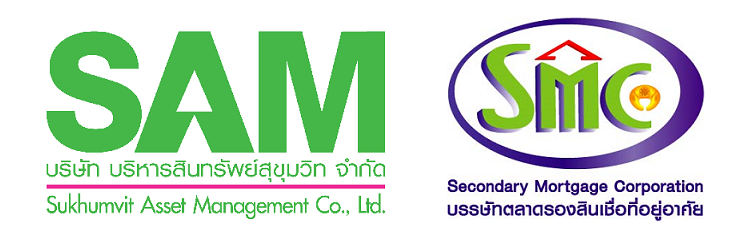 SAM
บริษัท บริหารสินทรัพย์สุขุมวิท จำกัด
Sukhumvit Asset Management Co., Ltd.
SMC
Secondary Mortgage Corporation
บรรษัทตลาดรองสินเชื่อที่อยู่อาศัย